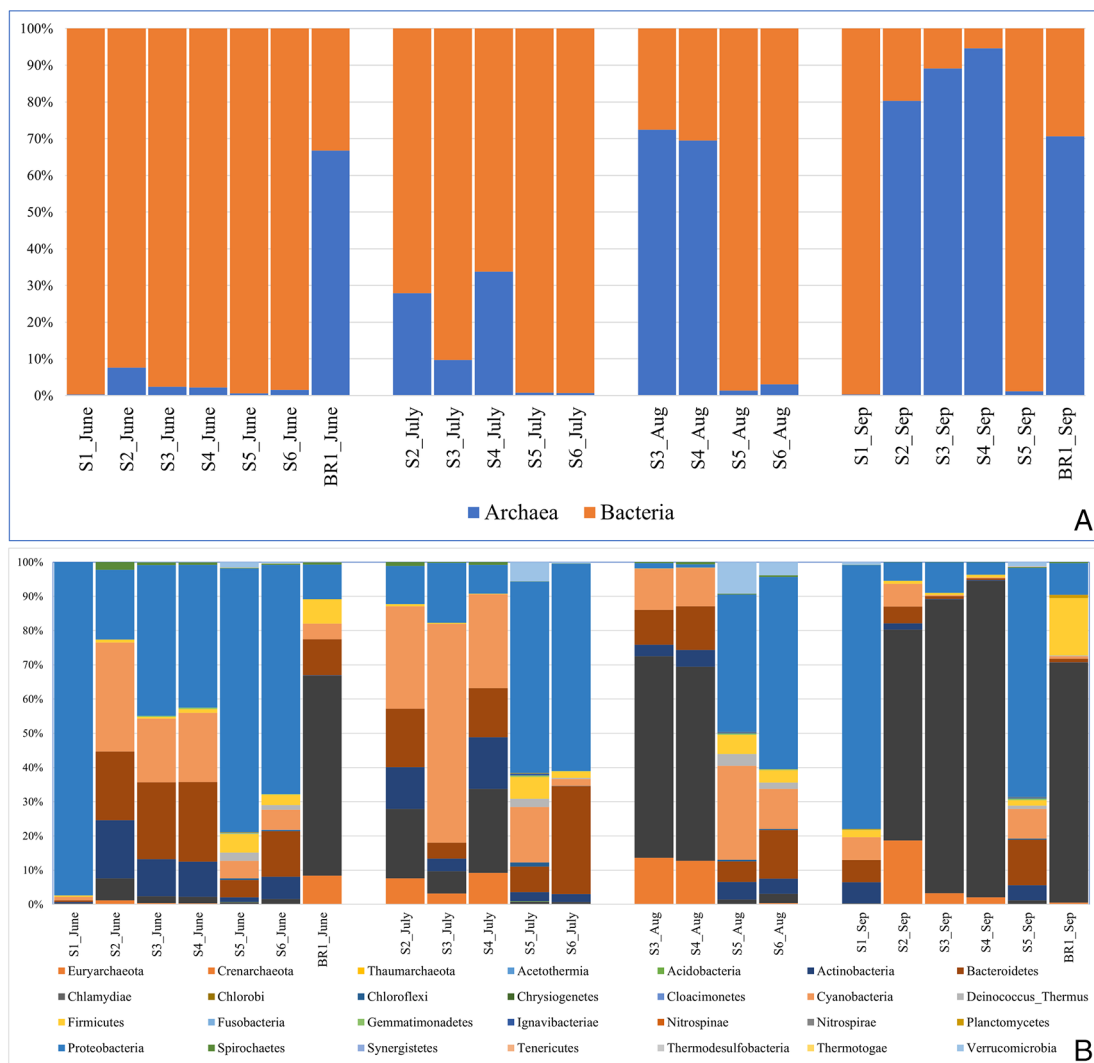 100%
90%
80%
70%
60%
50%
40%
30%
20%
10%
0%
S1_June S2_June S3_June S4_June S5_June S6_June BR1_June S2_July S3_July S4_July S5_July S6_July S3_Aug S4_Aug S5_Aug S6_Aug S1_Sep S2_Sep S3_Sep S4_Sep S5_Sep BR1_Sep
Archaea Bacteria
A
100%
90%
80%
70%
60%
50%
40%
30%
20%
10%
0%
S1_June S2_June S3_June S4_June S5_June S6_June BR1_June S2_July S3_July S4_July S5_July S6_July S3_Aug S4_Aug S5_Aug S6_Aug S1_Sep S2_Sep S3_Sep S4_Sep S5_Sep BR1_Sep
Euryarchaeota Crenarchaeota Thaumarchaeota Acetothermia Acidobacteria Actinobacteria Bacteroidetes
Chlamydiae Chlorobi Chloroflexi Chrysiogenetes Cloacimonetes Cyanobacteria Deinococcus_Thermus
Firmicutes Fusobacteria Gemmatimonadetes Ignavibacteriae Nitrospinae Nitrospirae Planctomycetes
Proteobacteria Spirochaetes Synergistetes Tenericutes Thermodesulfobacteria Thermotogae Verrucomicrobia
B